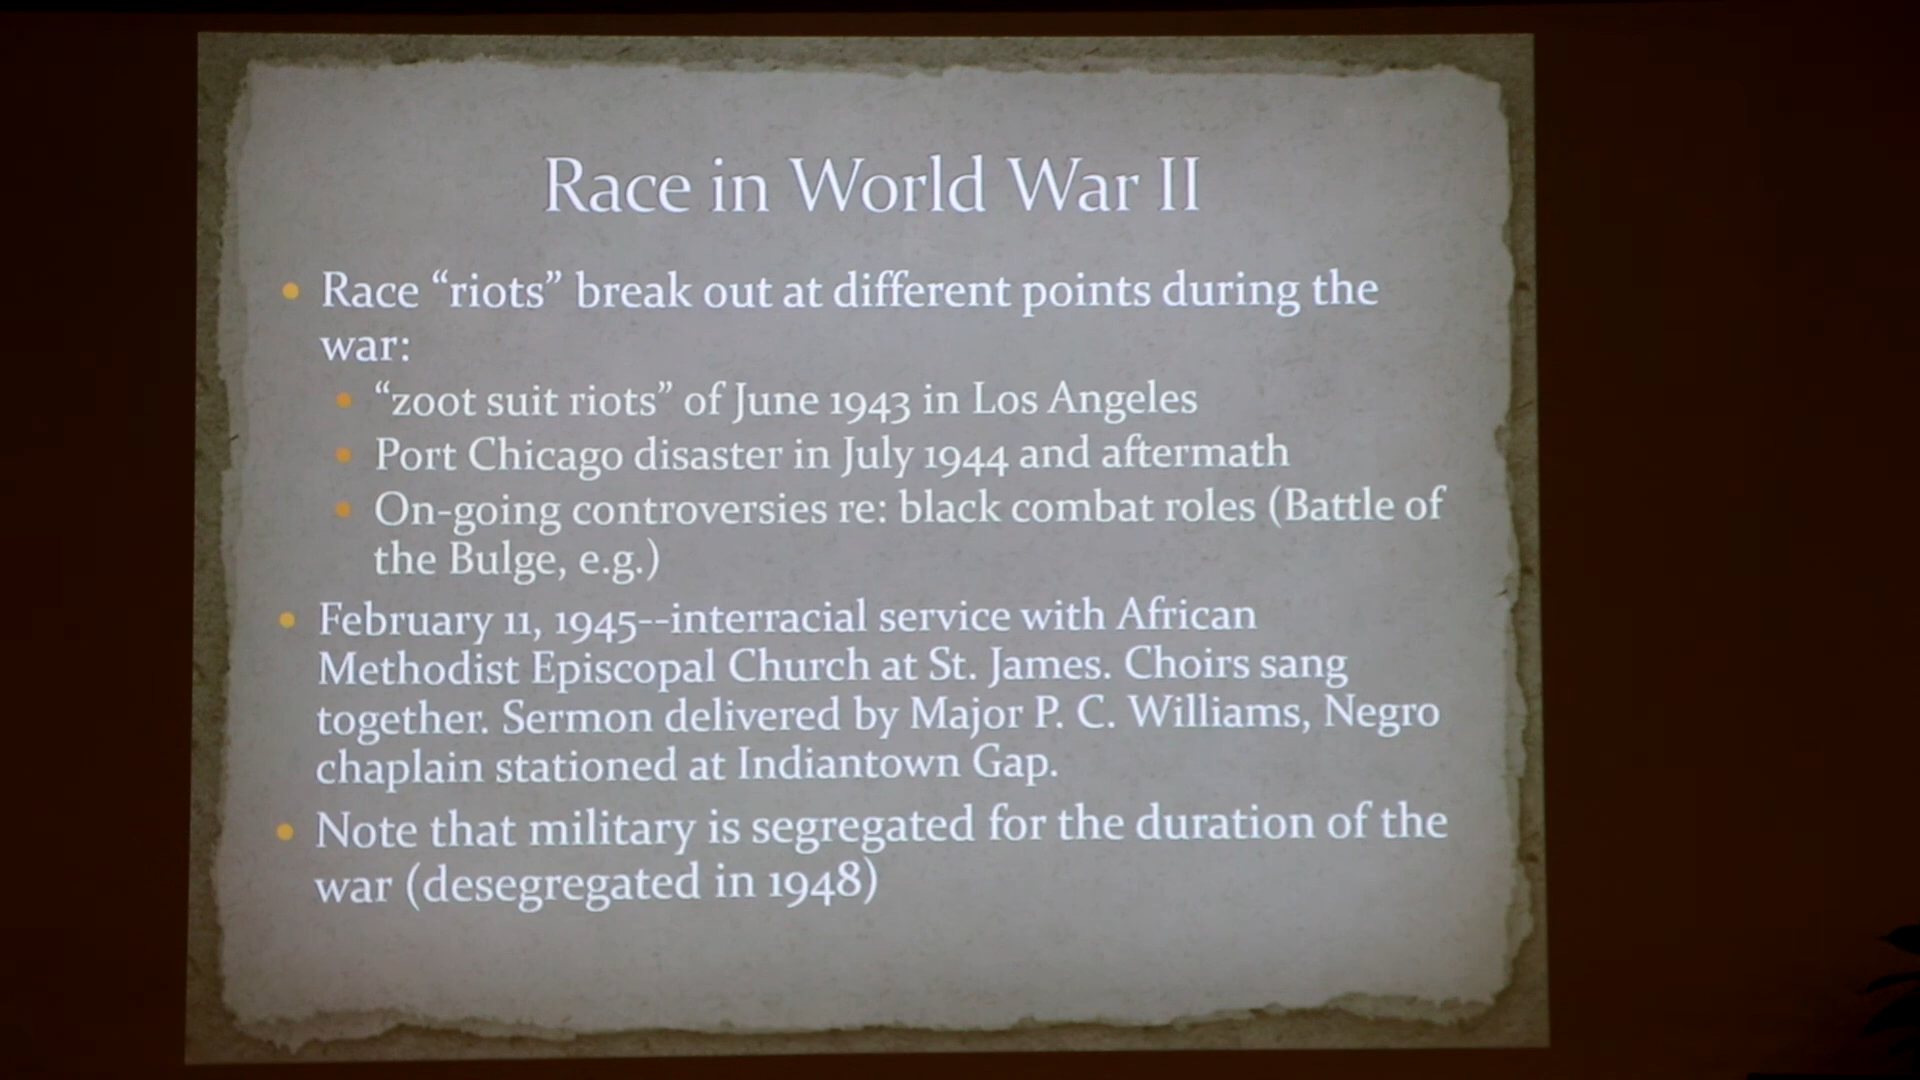 Race in World War II
Race “riots” break out at different points during the
war:
“zoot suit riots” of June 1943 in Los Angeles
Port Chicago disaster in July 1944 and aftermath
On-going controversies re: black combat roles (Battle of
the Bulge, e.g.)
February 11, 1945--interracial service with African
Methodist Episcopal Church at St. James. Choirs sang
together. Sermon delivered by Major P. C. Williams, Negro
chaplain stationed at Indiantown Gap.
Note that military is segregated for the duration of the
war (desegregated in 1948)